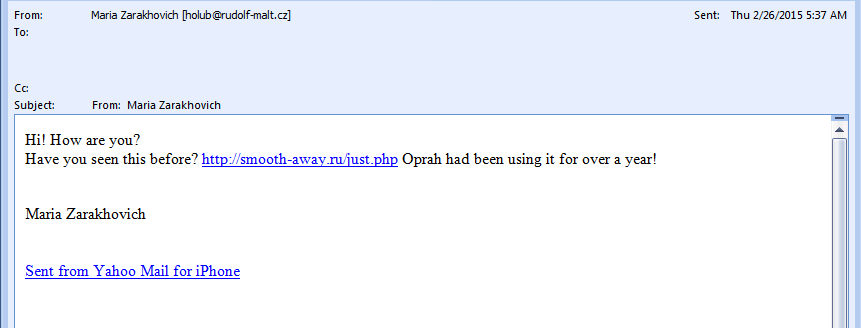 From: Maria Zarakhovich [holub@rudolf-malt.cz] Sent: Thu 2/26/2015 5:37 AM
To:
Cc:
Subject: From: Maria Zarakhovich
Hi! How are you?
Have you seen this before? http://smooth-away.ru/just.php Oprah had been using it for over a year!
Maria Zarakhovich
Sent from Yahoo Mail for iPhone